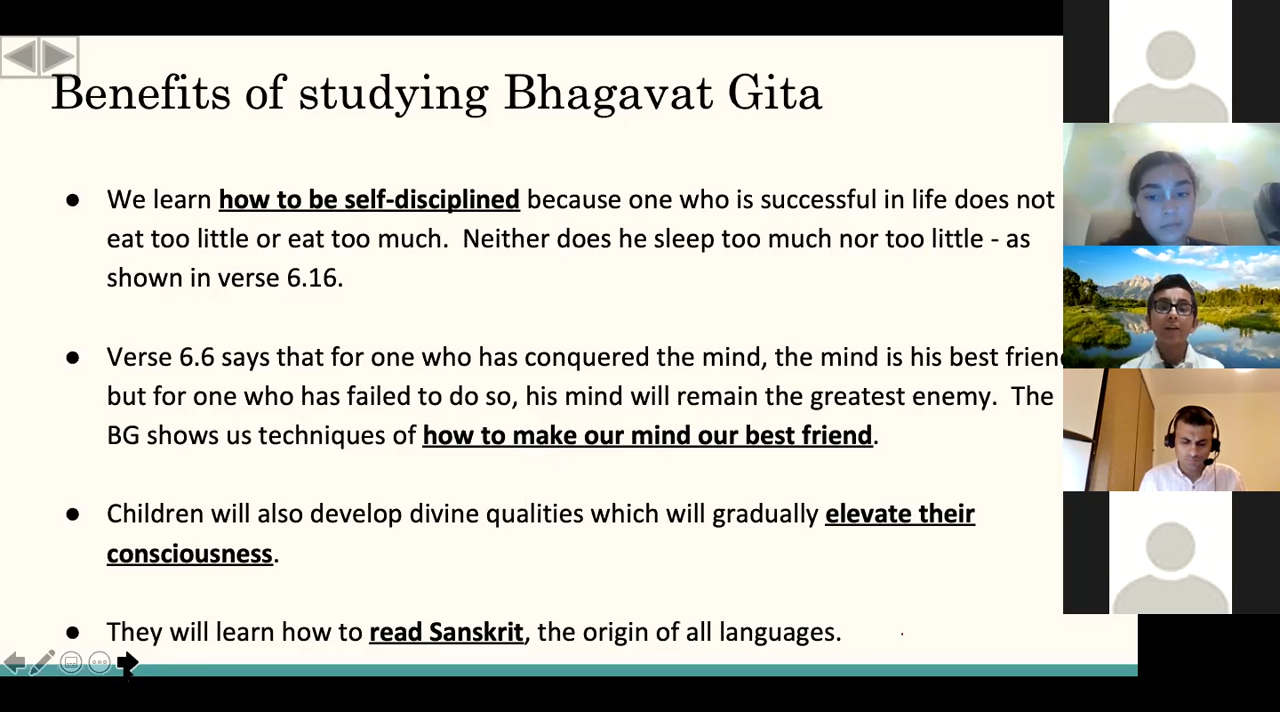 Benefits of studying Bhagavat Gita
● We learn how to be self-disciplined because one who is successful in life does not
eat too little or eat too much.  Neither does he sleep too much nor too little - as
shown in verse 6.16.
● Verse 6.6 says that for one who has conquered the mind, the mind is his best frien
but for one who has failed to do so, his mind will remain the greatest enemy.  The
BG shows us techniques of how to make our mind our best friend.
● Children will also develop divine qualities which will gradually elevate their
consciousness.
● They will learn how to read Sanskrit, the origin of all languages.